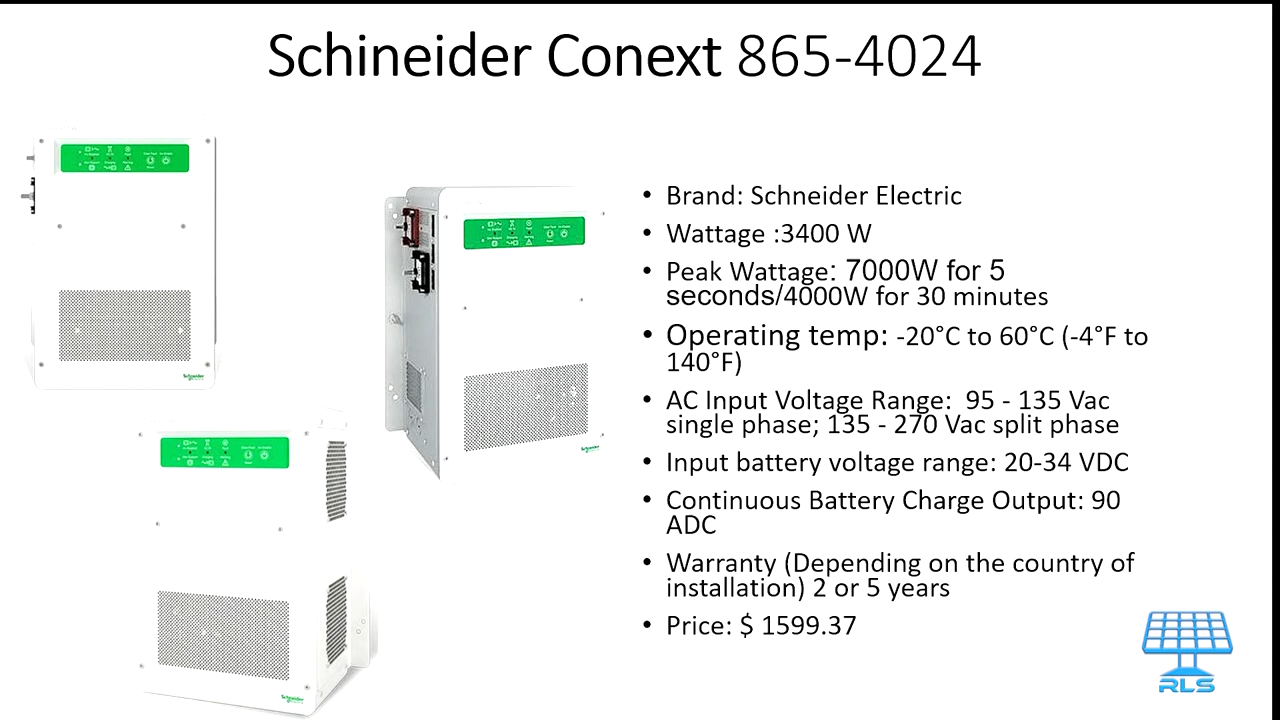 Schineider Conext 865-4024
• Brand: Schneider Electric
• Wattage :3400 W
• Peak Wattage: 7000W for 5
seconds/4000W for 30 minutes
• Operating temp: -20°C to 60°C (-4°F to
140°F)
• AC Input Voltage Range:  95 - 135 Vac
single phase; 135 - 270 Vac split phase
• Input battery voltage range: 20-34 VDC
• Continuous Battery Charge Output: 90
ADC
• Warranty (Depending on the country of
installation) 2 or 5 years
• Price: $ 1599.37
Schneider
Schneider
Schneider
RLS